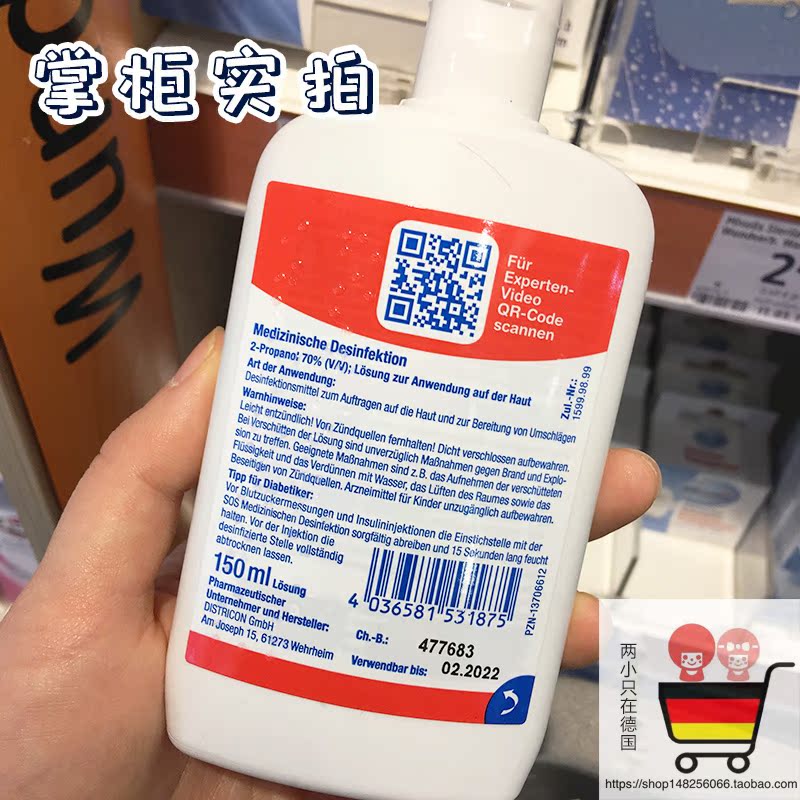 掌柜实拍
Mund
Für
Experten-
Video
QR-Code
scannen
Medizinische Desinfektion
2-Propanol 70% (V/V); Lösung zur Anwendung auf der Haut
Art der Anwendung:
Desinfektionsmittel zum Auftragen auf die Haut und zur Bereitung von Umschlägen
Warnhinweise:
Leicht entzündlich! Von Zündquellen fernhalten! Dicht verschlossen aufbewahren.
Bei Verschütten der Lösung sind unverzüglich Maßnahmen gegen Brand und Explo-
sion zu treffen. Geeignete Maßnahmen sind z.B. das Aufnehmen der verschütteten
Flüssigkeit und das Verdünnen mit Wasser, das Lüften des Raumes sowie das
Beseitigen von Zündquellen. Arzneimittel für Kinder unzugänglich aufbewahren.
Tipp für Diabetiker:
Vor Blutzuckermessungen und Insulininjektionen die Einstichstelle mit der
SOS Medizinischen Desinfektion sorgfältig abreiben und 15 Sekunden lang feucht
halten. Vor der Injektion die
desinfizierte Stelle vollständig
abtrocknen lassen.
Zul.-Nr.:
1599.98.99
150 ml Lösung
Pharmazeutischer
Unternehmer und Hersteller:
DISTRICON GmbH
Am Joseph 15, 61273 Wehrheim
4 036581 531875
PZN-13706612
Ch.-B.: 477683
Verwendbar bis: 02.2022
2
两小只在德国
https://shop148256066.taobao.com